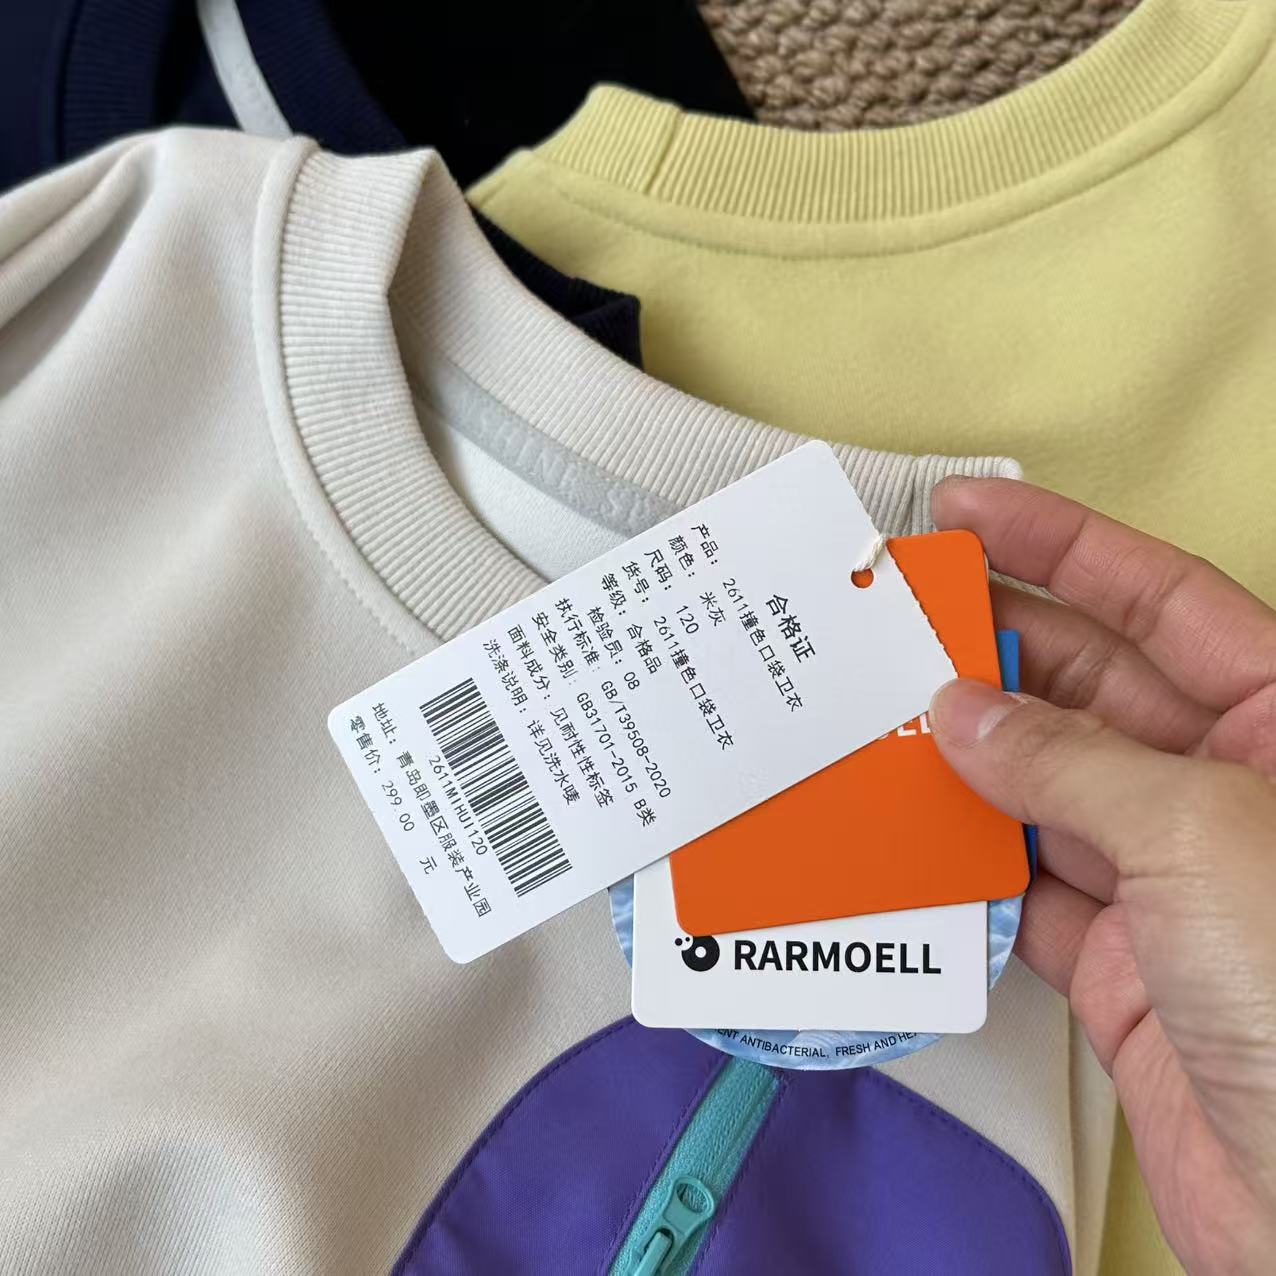 合格证
产品：2611撞色口袋卫衣
颜色：米灰
尺码：120
货号：2611撞色口袋卫衣
等级：合格品
检验员：08
执行标准：GB/T39508-2020
安全类别：GB31701-2015 B类
面料成分：见耐性性标签
洗涤说明：详见洗水唛
2611MIHUI120
地址：青岛即墨区服装产业园
零售价：299.00 元
RARMOELL
ANTIBACTERIAL, FRESH AND